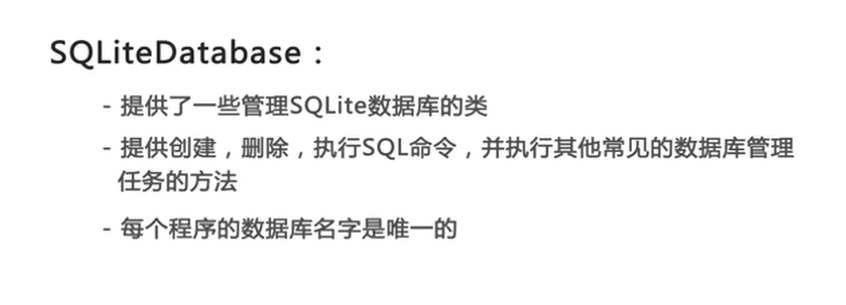 SQLiteDatabase：
- 提供了一些管理SQLite数据库的类
- 提供创建，删除，执行SQL命令，并执行其他常见的数据库管理
任务的方法
- 每个程序的数据库名字是唯一的